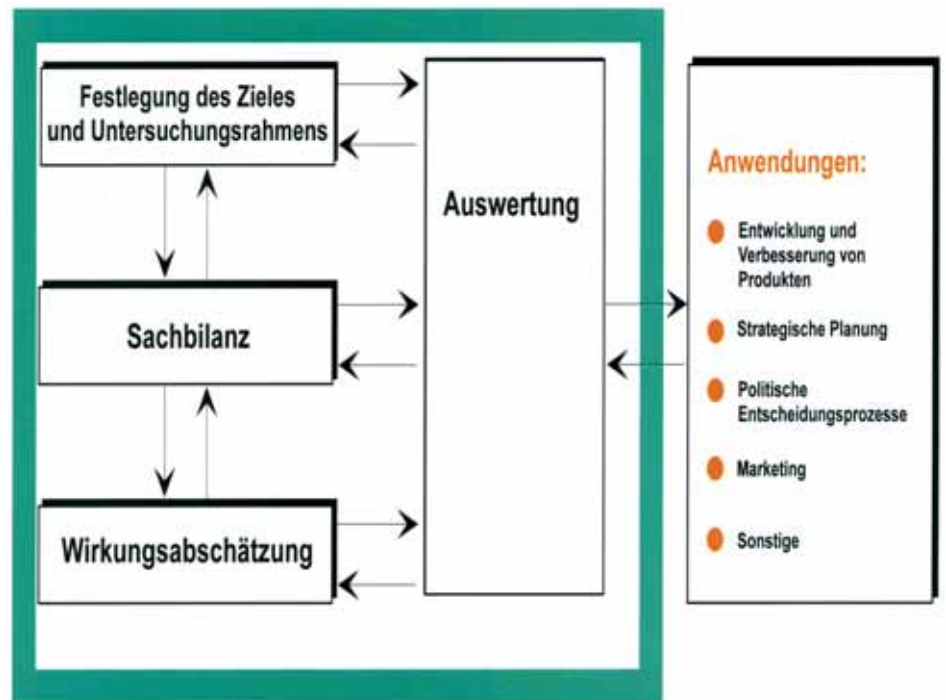 Festlegung des Zieles
und Untersuchungsrahmens
Sachbilanz
Wirkungsabschätzung
Auswertung
Anwendungen:
Entwicklung und
Verbesserung von
Produkten
Strategische Planung
Politische
Entscheidungsprozesse
Marketing
Sonstige